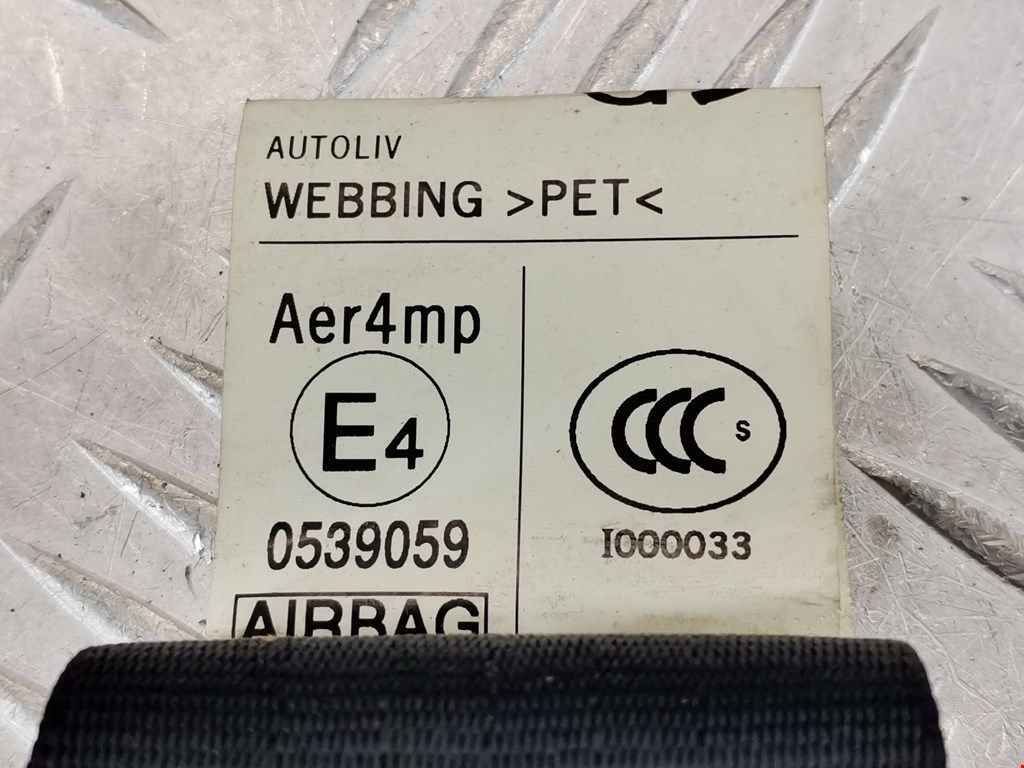 AUTOLIV
WEBBING >PET<
Aer4mp
E4
CCC S
0539059
I000033
AIRBAG